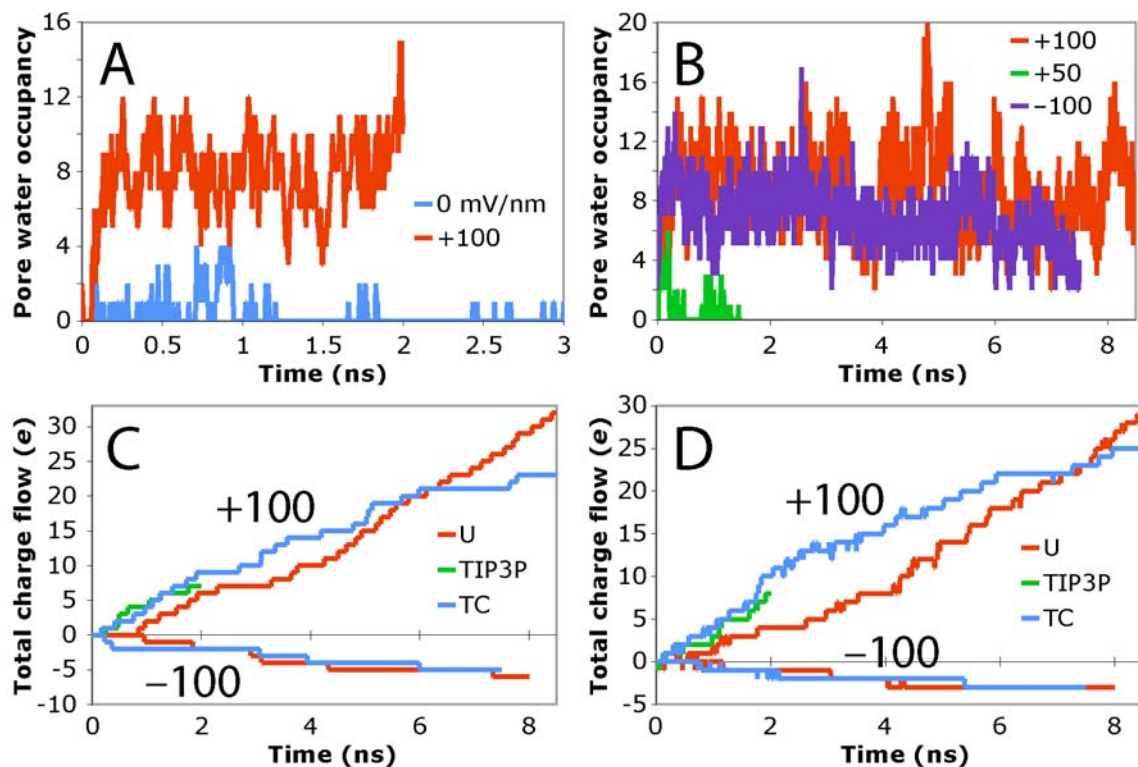 A
Pore water occupancy
16
12
8
4
0
0 mV/nm
+100
0 0.5 1 1.5 2 2.5 3
Time (ns)
B
Pore water occupancy
20
16
12
8
4
0
+100
+50
−100
0 2 4 6 8
Time (ns)
C
Total charge flow (e)
30
25
20
15
10
5
0
-5
-10
+100
U
TIP3P
TC
−100
0 2 4 6 8
Time (ns)
D
Total charge flow (e)
30
25
20
15
10
5
0
-5
+100
U
TIP3P
TC
−100
0 2 4 6 8
Time (ns)